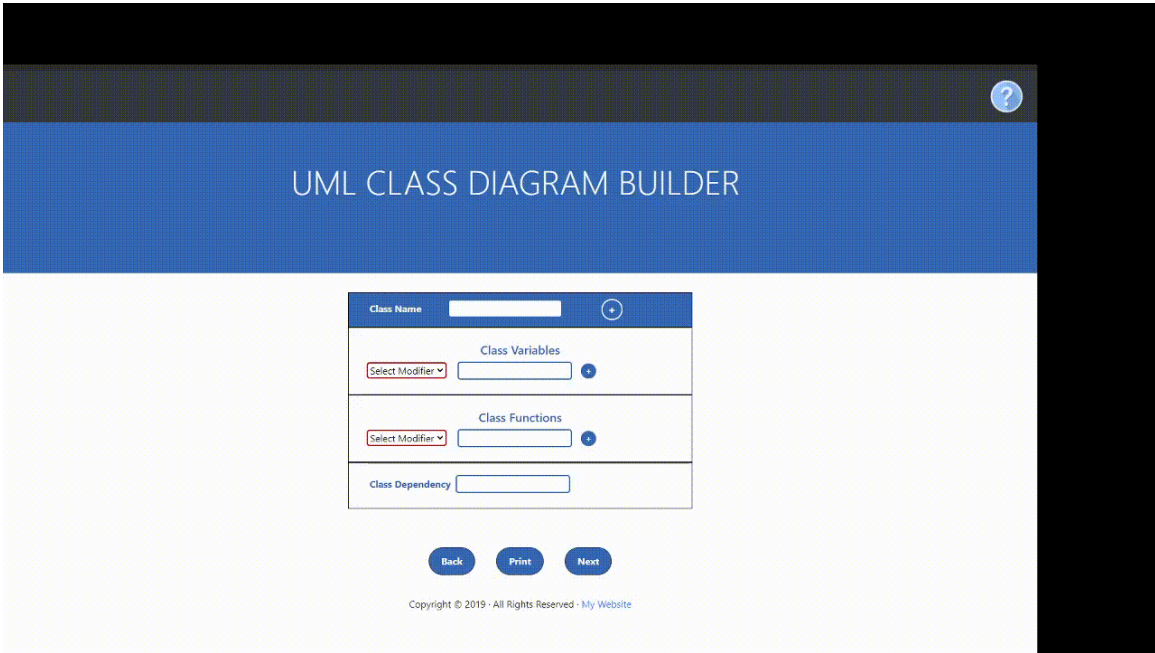 ?
UML CLASS DIAGRAM BUILDER
Class Name +
Class Variables
Select Modifier +
Class Functions
Select Modifier +
Class Dependency
Back Print Next
Copyright © 2019 · All Rights Reserved · My Website